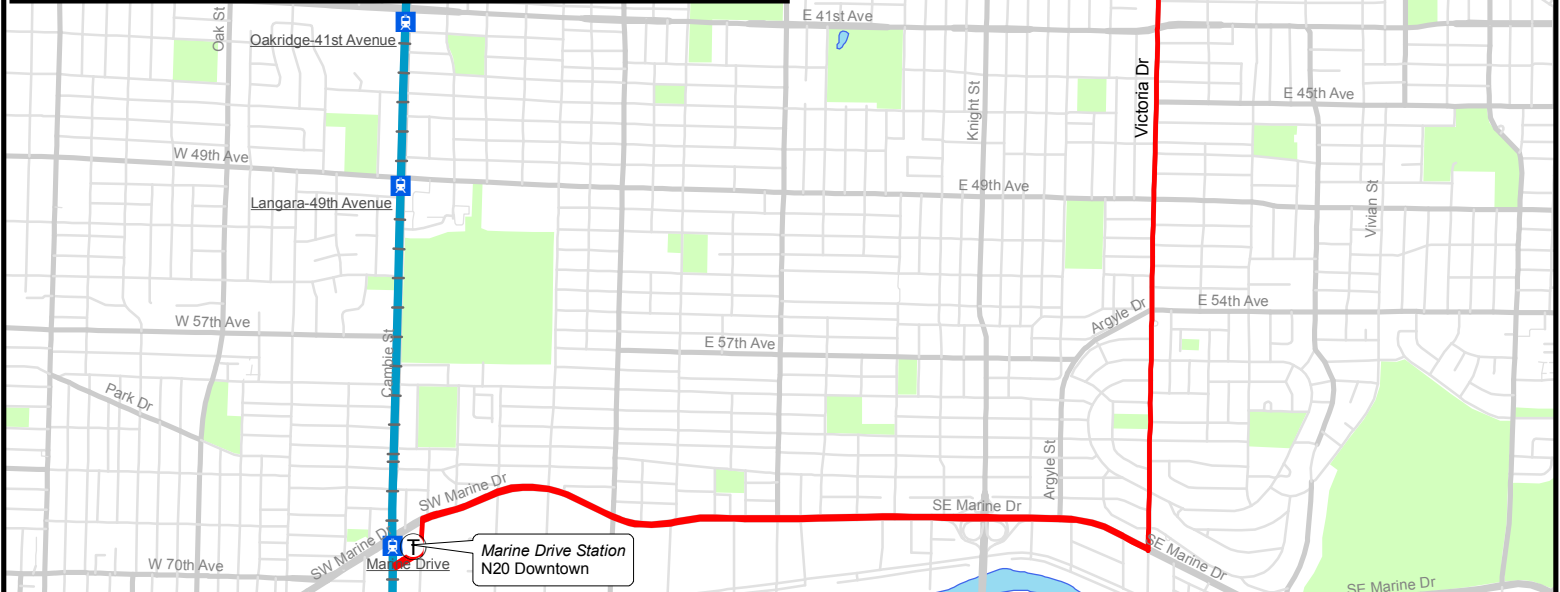 E 41st Ave
Oak St
Oakridge-41st Avenue
Victoria Dr
Knight St
E 45th Ave
W 49th Ave
E 49th Ave
Vivian St
Langara-49th Avenue
E 54th Ave
Argyle Dr
W 57th Ave
E 57th Ave
Cambie St
Park Dr
Argyle St
SW Marine Dr
SE Marine Dr
SW Marine Dr
T
Marine Drive Station
N20 Downtown
SE Marine Dr
W 70th Ave
Marine Drive
SE Marine Dr